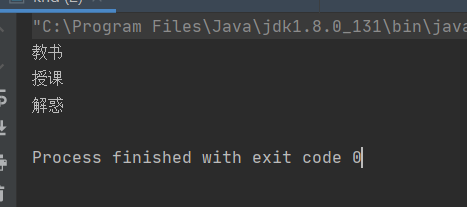 "C:\Program Files\Java\jdk1.8.0_131\bin\java
教书
授课
解惑
Process finished with exit code 0